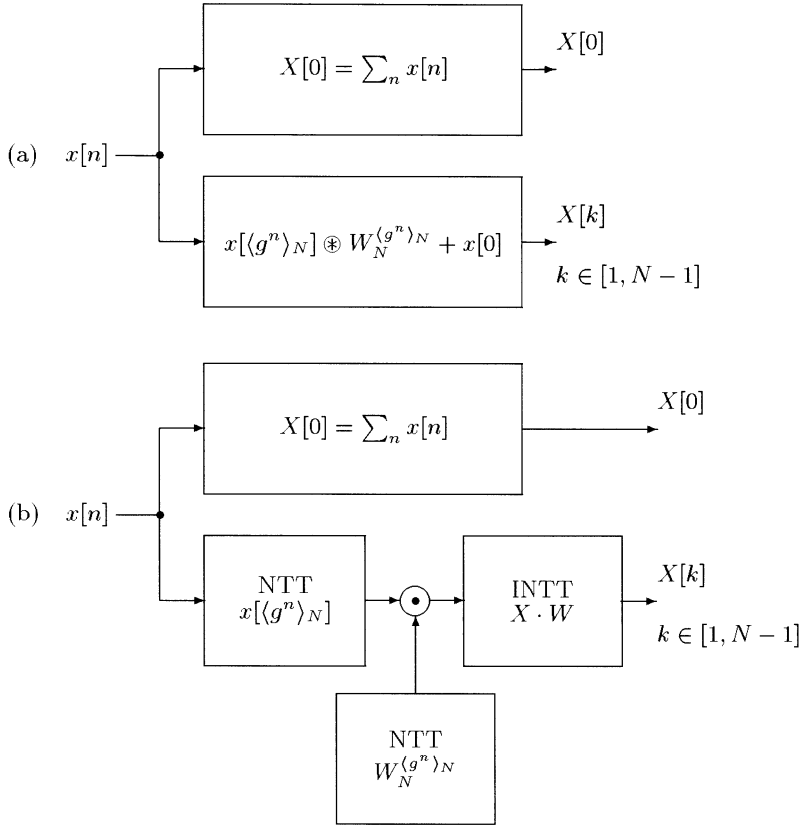 X[0] = ∑ₙ x[n]
X[0]
(a) x[n]
x[⟨gⁿ⟩_N] ⊛ W_N^{⟨gⁿ⟩_N} + x[0]
X[k]
k ∈ [1, N − 1]
X[0] = ∑ₙ x[n]
X[0]
(b) x[n]
NTT
x[⟨gⁿ⟩_N]
INTT
X · W
X[k]
k ∈ [1, N − 1]
NTT
W_N^{⟨gⁿ⟩_N}